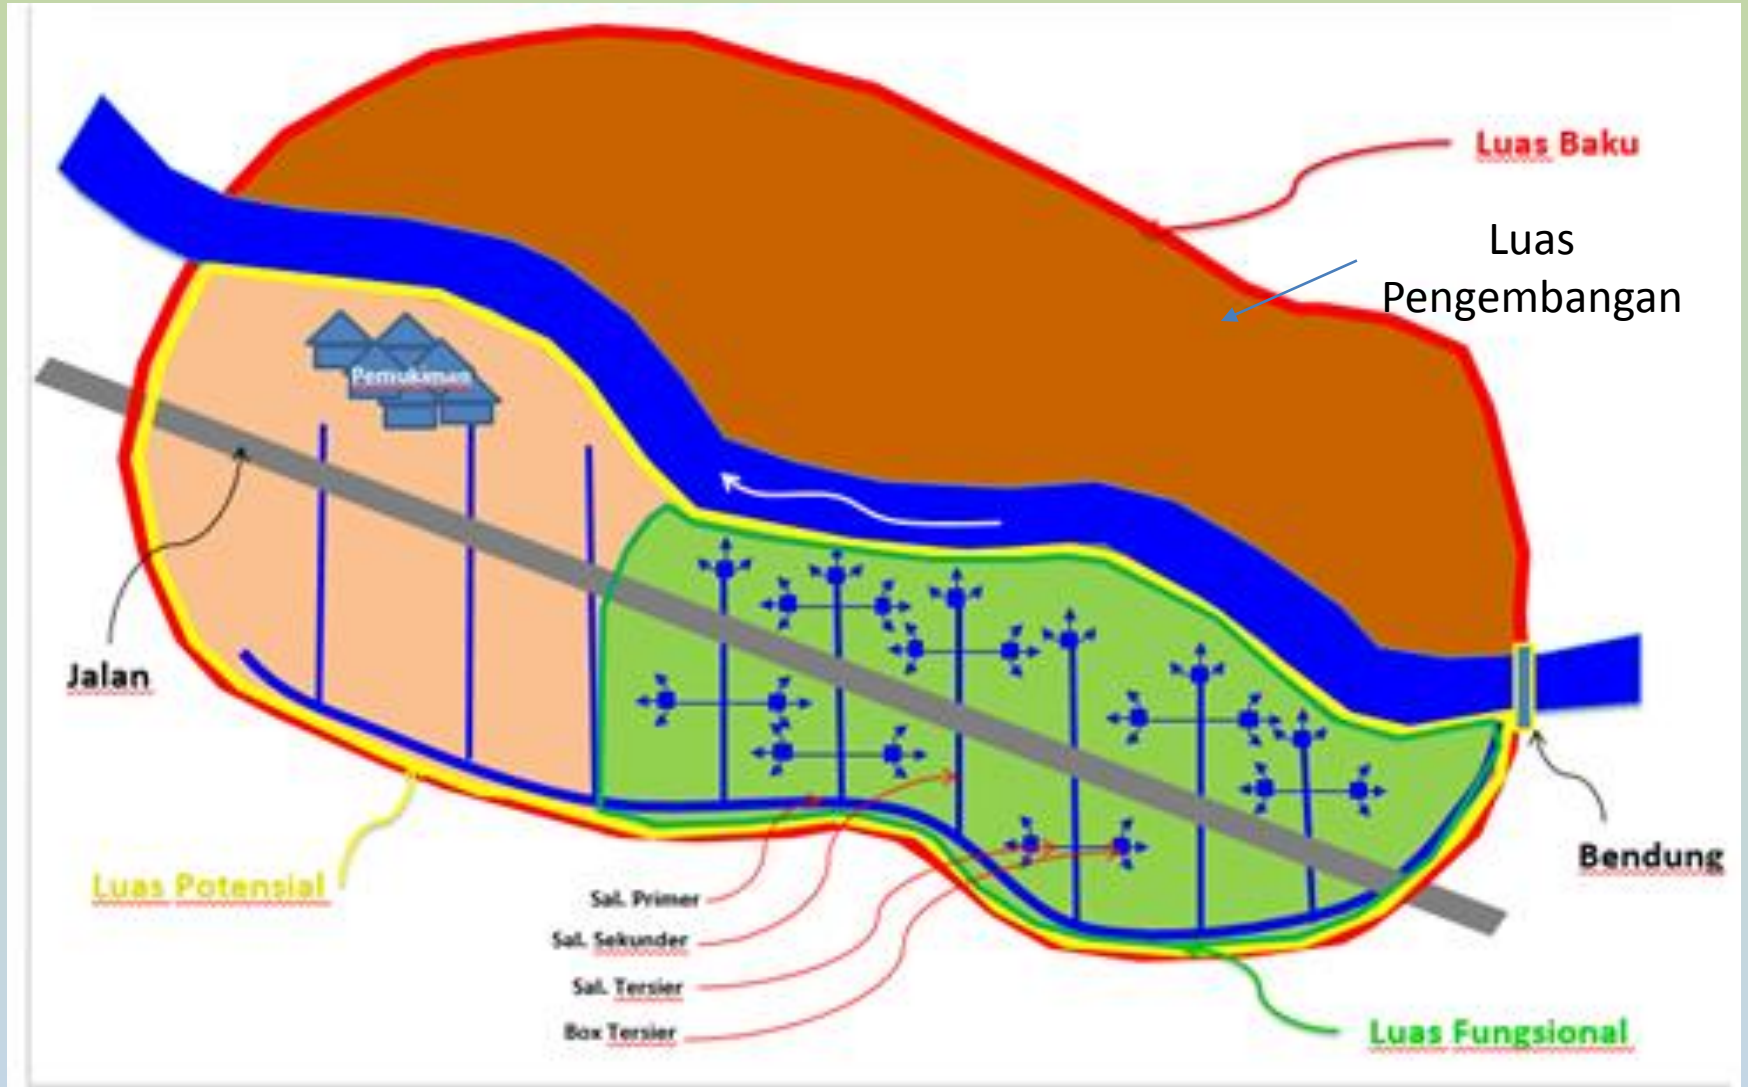 Luas Baku
Luas
Pengembangan
Pemukiman
Jalan
Bendung
Luas Potensial
Sal. Primer
Sal. Sekunder
Sal. Tersier
Box Tersier
Luas Fungsional